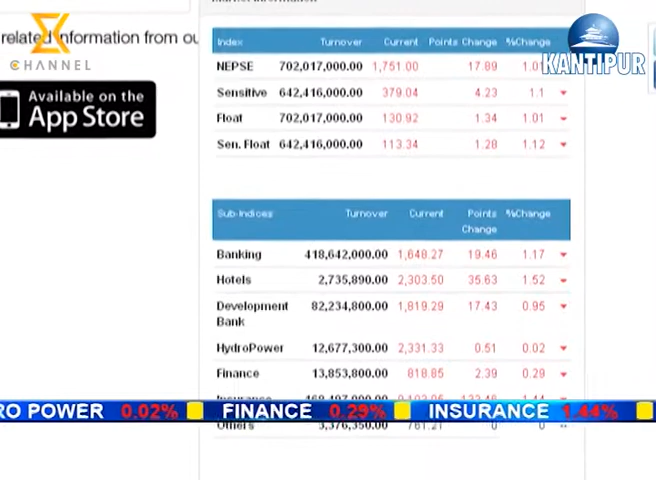 related information from ou
CHANNEL
KANTIPUR
Available on the
App Store
Index Turnover Current Points Change %Change
NEPSE 702,017,000.00 1,751.00 17.89
Sensitive 642,416,000.00 379.04 4.23 1.1
Float 702,017,000.00 130.92 1.34 1.01
Sen. Float 642,416,000.00 113.34 1.28 1.12
Sub-Indices Turnover Current Points Change %Change
Banking 418,642,000.00 1,648.27 19.46 1.17
Hotels 2,735,890.00 2,303.50 35.63 1.52
Development Bank 82,234,800.00 1,819.29 17.43 0.95
HydroPower 12,677,300.00 2,331.33 0.51 0.02
Finance 13,853,800.00 818.85 2.39 0.29
RO POWER 0.02% FINANCE 0.29% INSURANCE 1.44%
Others 761.21 0 0